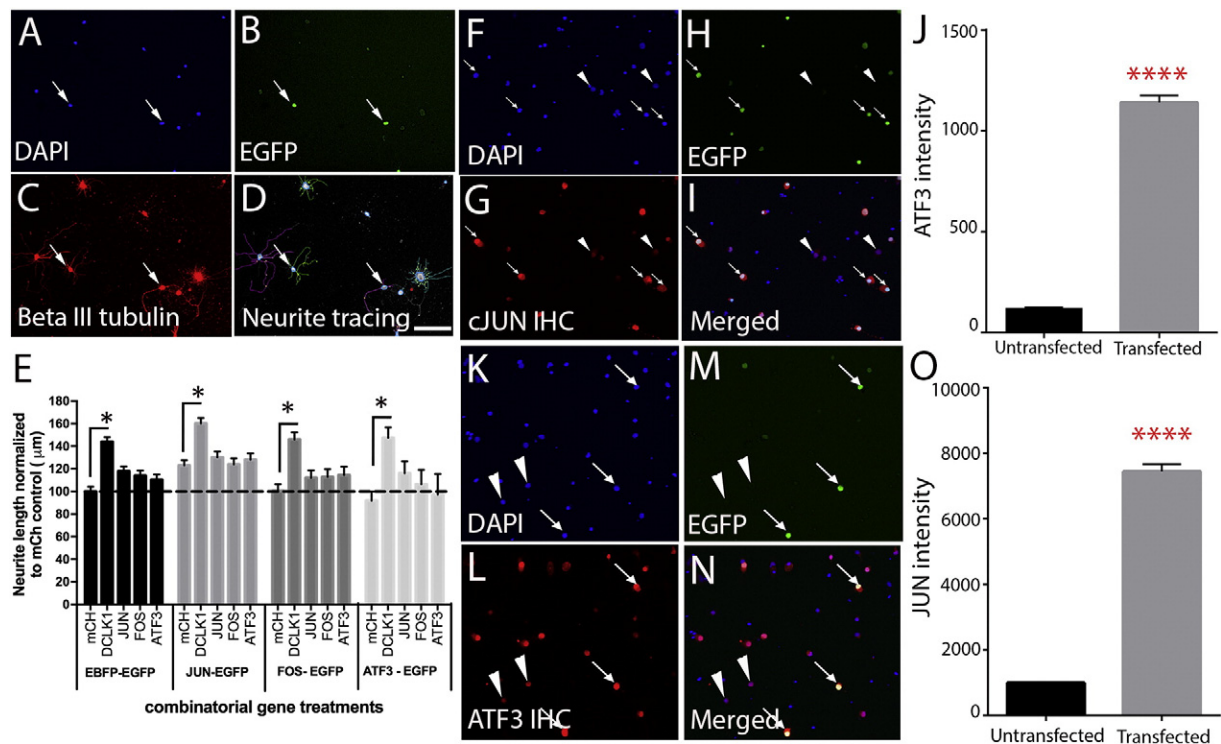 A
DAPI
B
EGFP
C
Beta III tubulin
D
Neurite tracing
E
*
*
*
*
Neurite length normalized
to mCh control ( μm)
180
160
140
120
100
80
60
40
20
0
mCH
DCLK1
JUN
FOS
ATF3
mCH
DCLK1
JUN
FOS
ATF3
mCH
DCLK1
JUN
FOS
ATF3
mCH
DCLK1
JUN
FOS
ATF3
EBFP-EGFP
JUN-EGFP
FOS- EGFP
ATF3 - EGFP
combinatorial gene treatments
F
DAPI
H
EGFP
G
cJUN IHC
I
Merged
K
DAPI
M
EGFP
L
ATF3 IHC
N
Merged
J
ATF3 intensity
1500
1000
500
0
****
Untransfected
Transfected
O
JUN intensity
10000
8000
6000
4000
2000
0
****
Untransfected
Transfected